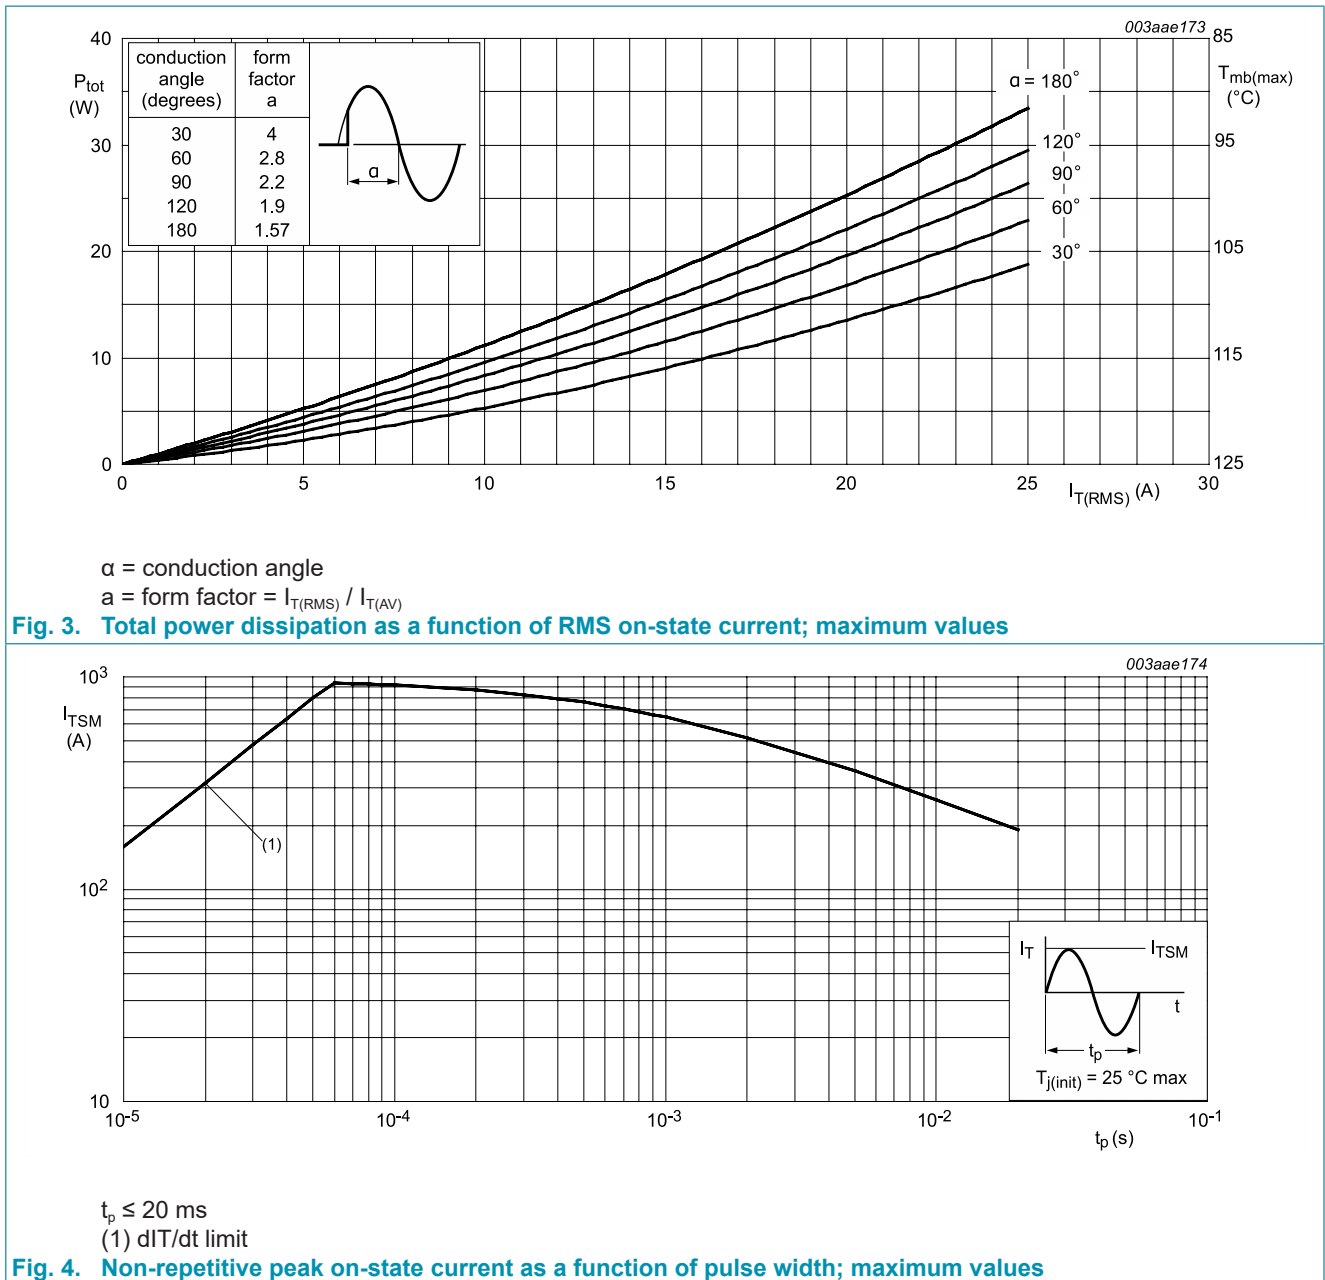 003aae173
40
85
Ptot
(W)
Tmb(max)
(°C)
conduction
angle
(degrees)
form
factor
a
30 4
60 2.8
90 2.2
120 1.9
180 1.57
α
α = 180°
120°
90°
60°
30°
30
95
20
105
10
115
0
125
0 5 10 15 20 25 30
IT(RMS) (A)
α = conduction angle
a = form factor = IT(RMS) / IT(AV)
Fig. 3. Total power dissipation as a function of RMS on-state current; maximum values
003aae174
10³
ITSM
(A)
(1)
10²
IT
ITSM
t
tp
Tj(init) = 25 °C max
10
10⁻⁵ 10⁻⁴ 10⁻³ 10⁻² 10⁻¹
tp (s)
tp ≤ 20 ms
(1) dIT/dt limit
Fig. 4. Non-repetitive peak on-state current as a function of pulse width; maximum values